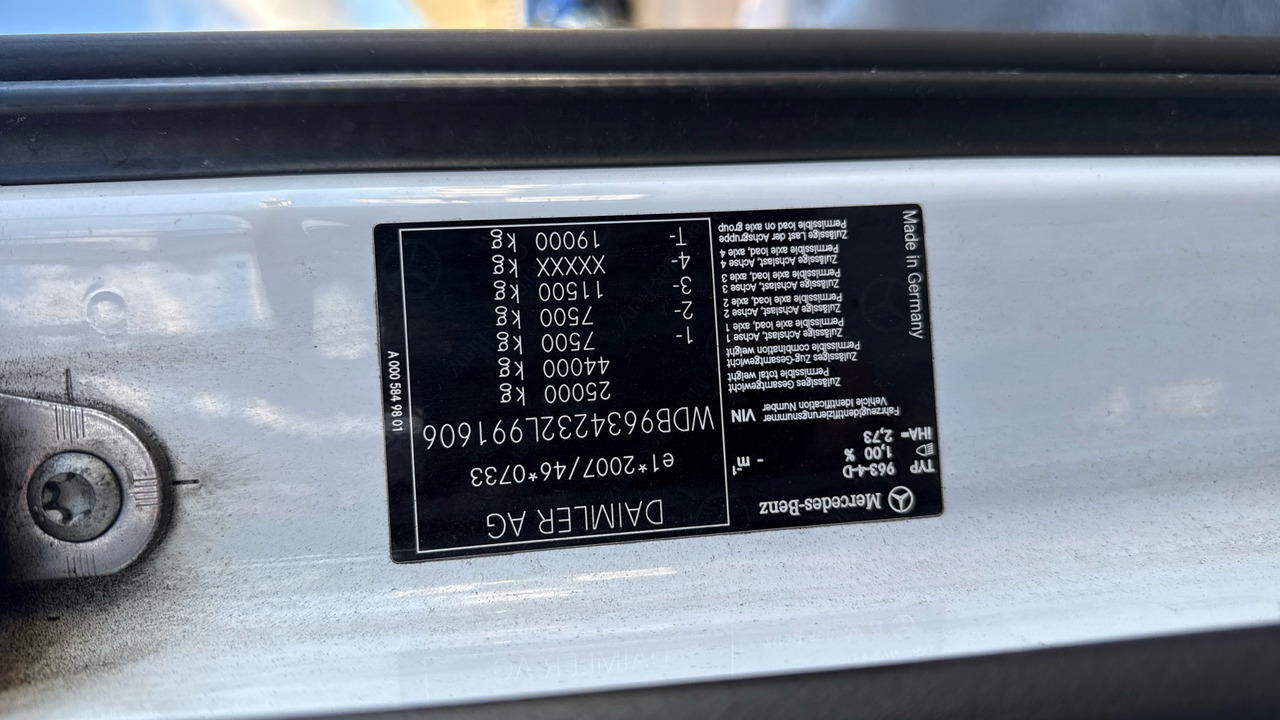 Mercedes-Benz
DAIMLER AG
TYP 963-4-D
1,00 % - m⁻¹
iHA= 2,73
e1*2007/46*0733
Fahrzeugidentifizierungsnummer
Vehicle Identification Number VIN
WDB9634232L991606
Zulässiges Gesamtgewicht
Permissible total weight
25000 kg
Zulässiges Zug-Gesamtgewicht
Permissible combination weight
44000 kg
Zulässige Achslast, Achse 1
Permissible axle load, axle 1
1- 7500 kg
Zulässige Achslast, Achse 2
Permissible axle load, axle 2
2- 7500 kg
Zulässige Achslast, Achse 3
Permissible axle load, axle 3
3- 11500 kg
Zulässige Achslast, Achse 4
Permissible axle load, axle 4
4- XXXXX kg
Zulässige Last der Achsgruppe
Permissible load on axle group
T- 19000 kg
Made in Germany
A 000 584 98 01